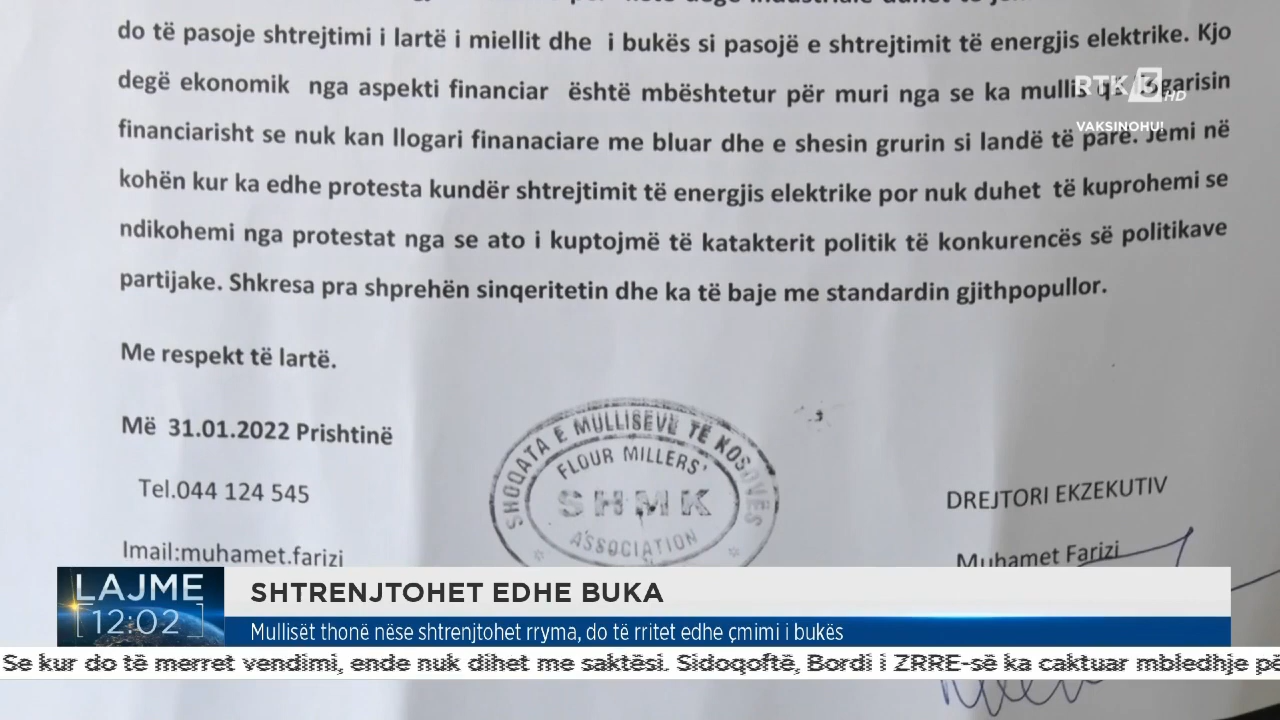 do të pasoje shtrejtimi i lartë i miellit dhe i bukës si pasojë e shtrejtimit të energjis elektrike. Kjo
degë ekonomik nga aspekti financiar është mbështetur për muri nga se ka mullis
financiarisht se nuk kan llogari finanaciare me bluar dhe e shesin grurin si landë të parë. Jemi në
kohën kur ka edhe protesta kundër shtrejtimit të energjis elektrike por nuk duhet të kuprohemi se
ndikohemi nga protestat nga se ato i kuptojmë të katakterit politik të konkurencës së politikave
partijake. Shkresa pra shprehën sinqeritetin dhe ka të baje me standardin gjithpopullor.
RTK 3 HD
VAKSINOHU!
Me respekt të lartë.
Më 31.01.2022 Prishtinë
Tel.044 124 545
Imail:muhamet.farizi
SHOQATA E MULLISËVE TË KOSOVËS
FLOUR MILLERS'
SHMK
ASSOCIATION
DREJTORI EKZEKUTIV
Muhamet Farizi
LAJME
12:02
SHTRENJTOHET EDHE BUKA
Mullisët thonë nëse shtrenjtohet rryma, do të rritet edhe çmimi i bukës
Se kur do të merret vendimi, ende nuk dihet me saktësi. Sidoqoftë, Bordi i ZRRE-së ka caktuar mbledhje pë